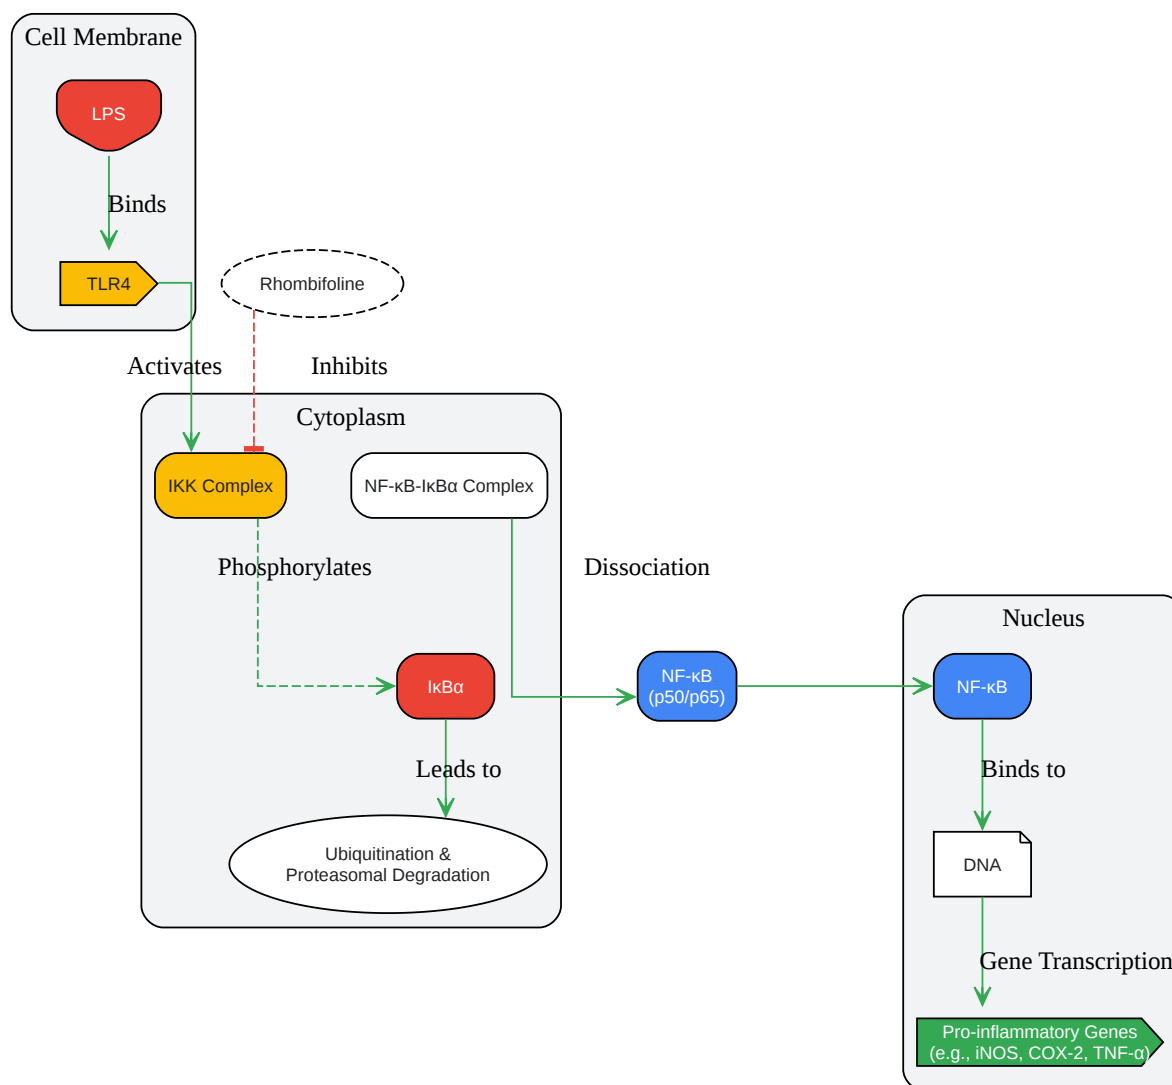 Cell Membrane
LPS
Binds
TLR4
Rhombifoline
Activates
Inhibits
Cytoplasm
IKK Complex
NF-κB-IκBα Complex
Phosphorylates
Dissociation
IκBα
NF-κB
(p50/p65)
Leads to
Ubiquitination &
Proteasomal Degradation
Nucleus
NF-κB
Binds to
DNA
Gene Transcription
Pro-inflammatory Genes
(e.g., iNOS, COX-2, TNF-α)